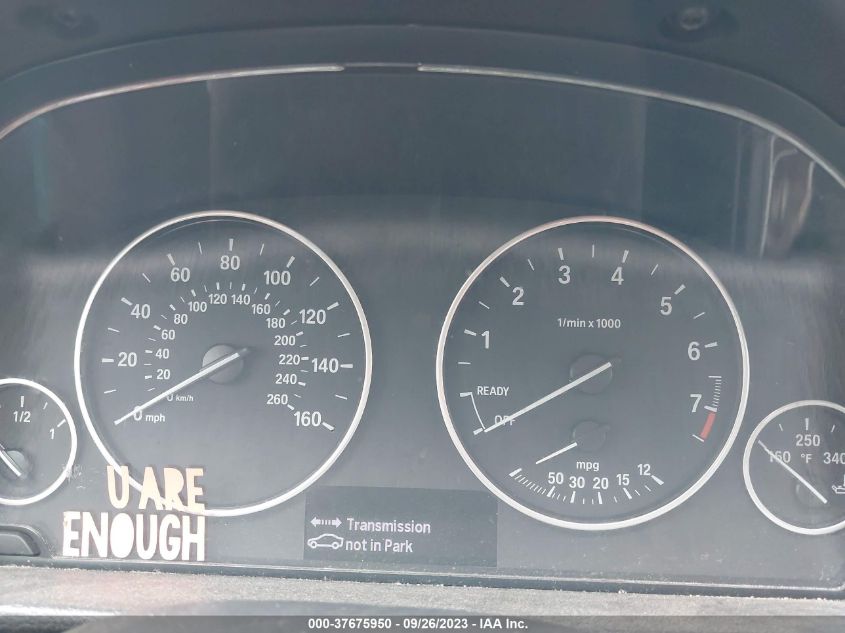 80
60
100
40
120
20
140
160
100 120 140 160
80
180
60
200
40
220
20
240
260
0 km/h
0 mph
1/2
1
3
4
2
5
1/min x 1000
1
6
READY
7
OFF
mpg
50 30 20 15 12
250
160 °F 340
U ARE
ENOUGH
Transmission
not in Park
000-37675950 - 09/26/2023 - IAA Inc.